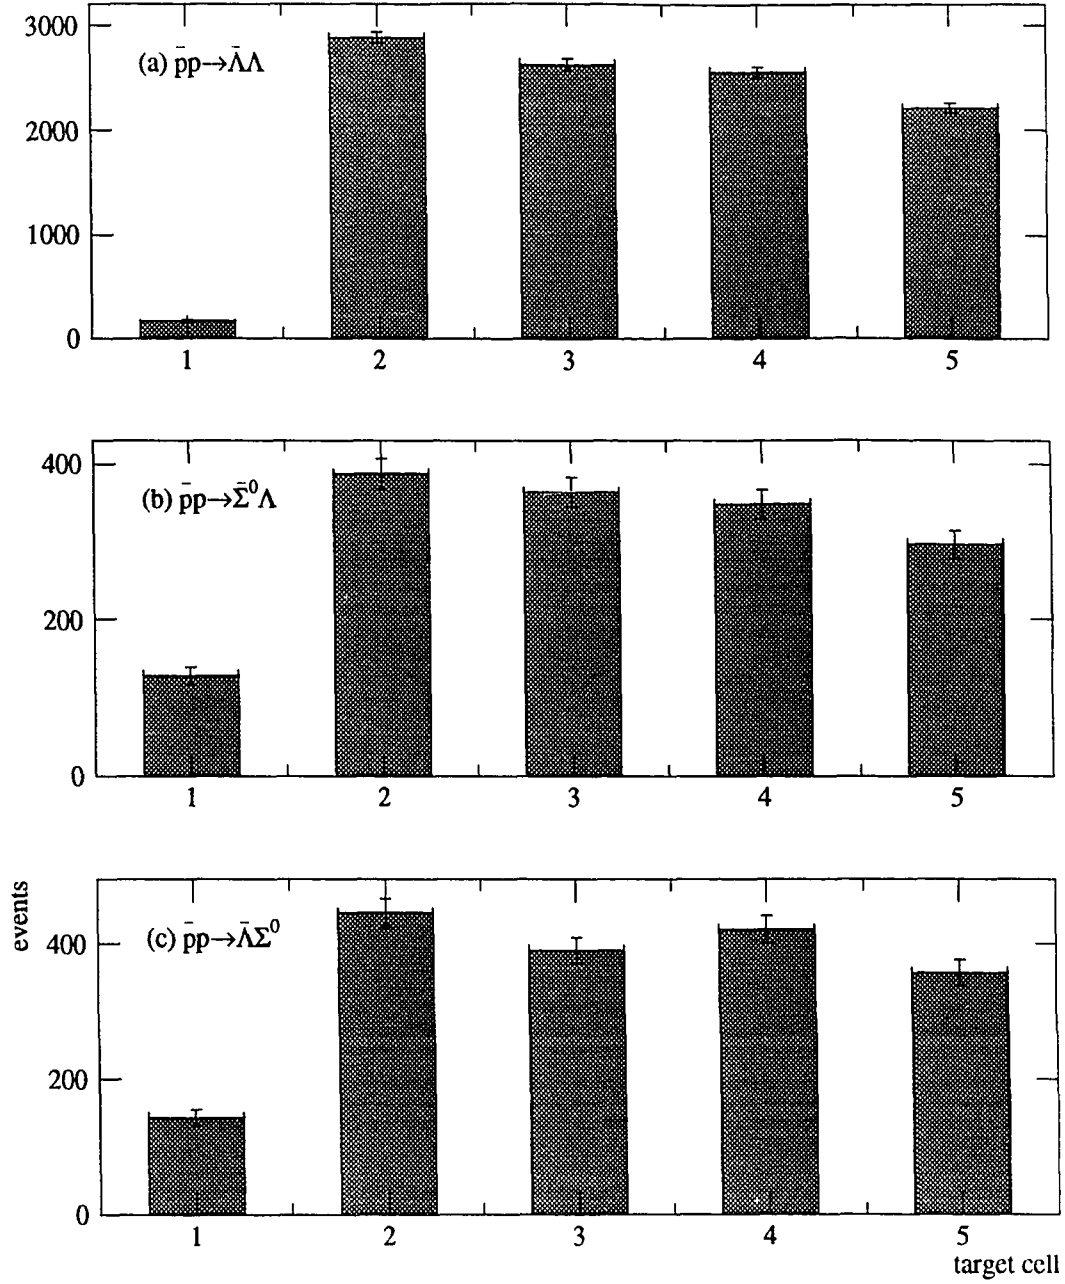 3000
(a) p̄p→Λ̄Λ
2000
1000
0
1 2 3 4 5
400
(b) p̄p→Σ̄⁰Λ
200
0
1 2 3 4 5
events
(c) p̄p→Λ̄Σ⁰
400
200
0
1 2 3 4 5
target cell